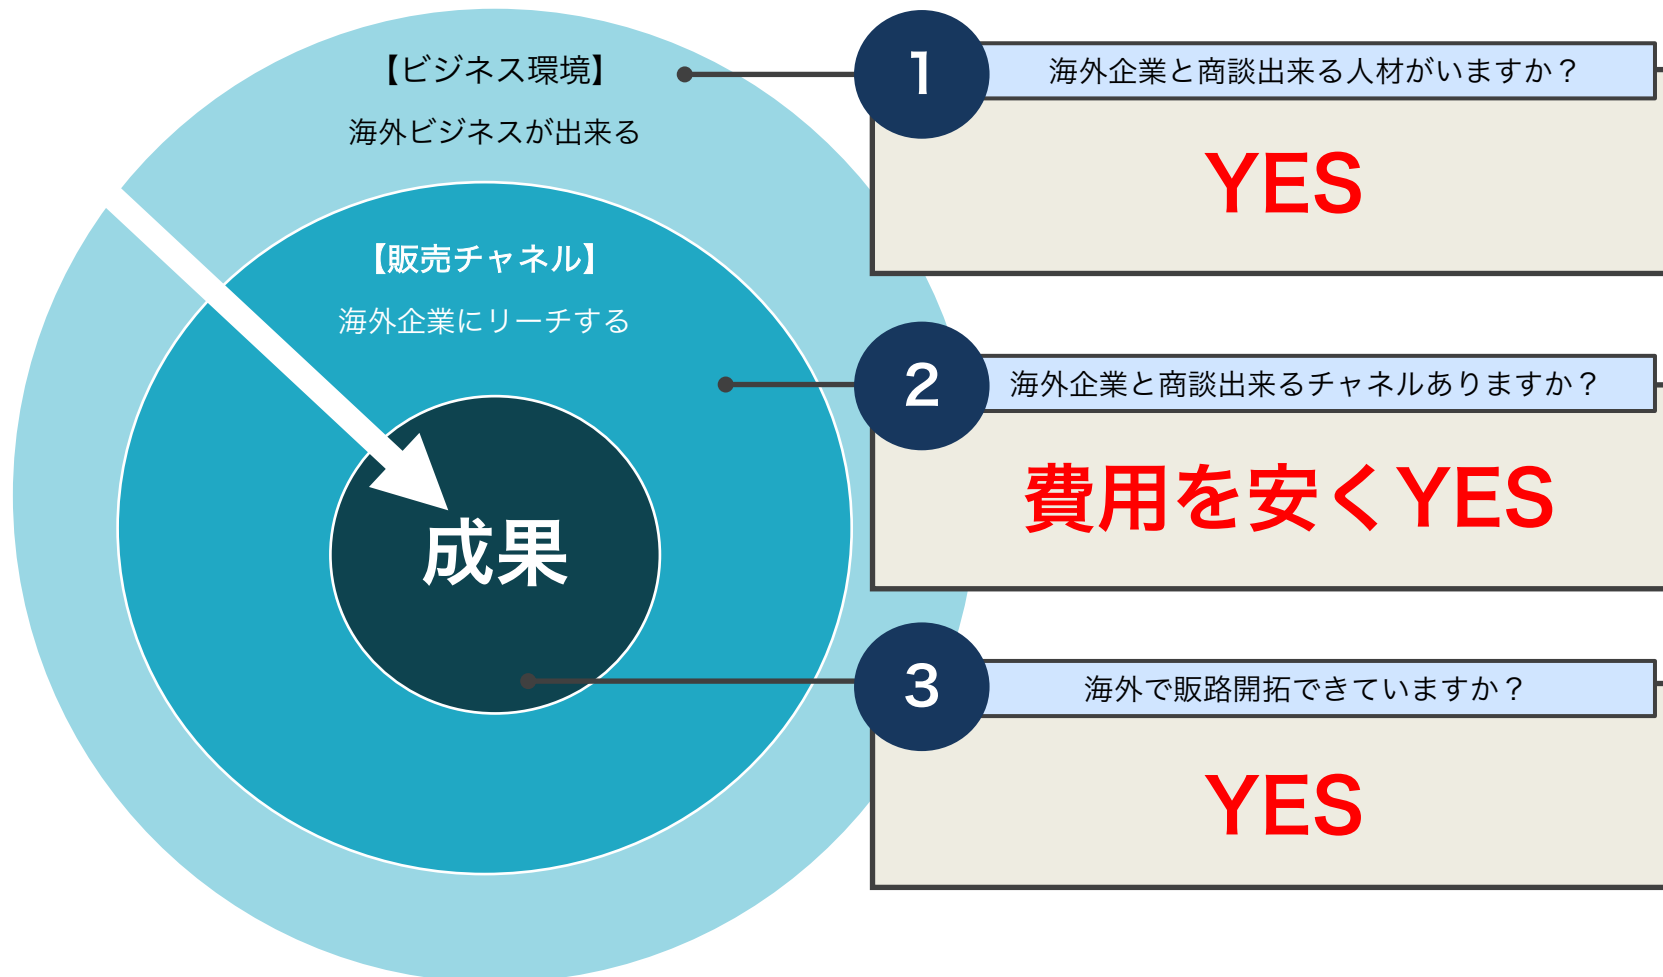 【ビジネス環境】
海外ビジネスが出来る
【販売チャネル】
海外企業にリーチする
成果
1
海外企業と商談出来る人材がいますか？
YES
2
海外企業と商談出来るチャネルありますか？
費用を安くYES
3
海外で販路開拓できていますか？
YES